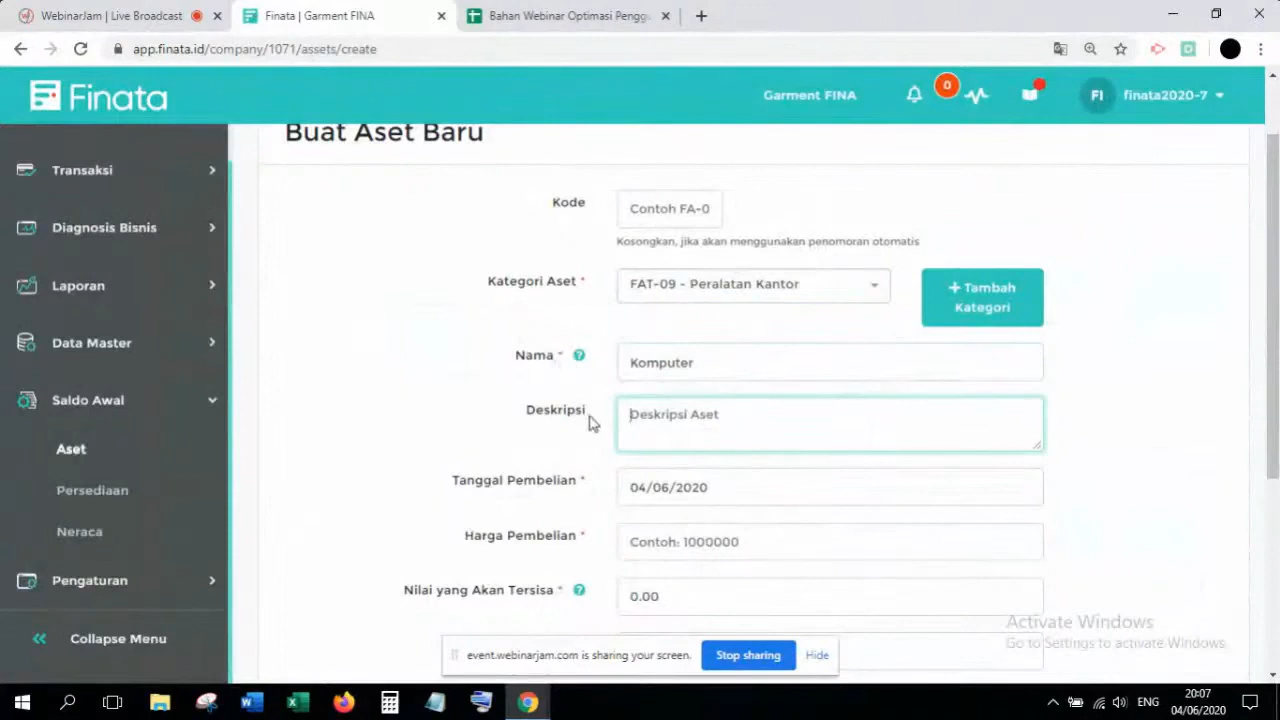 WebinarJam | Live Broadcast
Finata | Garment FINA
Bahan Webinar Optimasi Pengg
app.finata.id/company/1071/assets/create
Finata
Garment FINA
0
FI
finata2020-7
Buat Aset Baru
Transaksi
Diagnosis Bisnis
Laporan
Data Master
Saldo Awal
Aset
Persediaan
Neraca
Pengaturan
Collapse Menu
Kode
Contoh FA-0
Kosongkan, jika akan menggunakan penomoran otomatis
Kategori Aset *
FAT-09 - Peralatan Kantor
+ Tambah
Kategori
Nama * ?
Komputer
Deskripsi
Deskripsi Aset
Tanggal Pembelian *
04/06/2020
Harga Pembelian *
Contoh: 1000000
Nilai yang Akan Tersisa * ?
0.00
Activate Windows
Go to Settings to activate Windows.
event.webinarjam.com is sharing your screen.
Stop sharing
Hide
ENG
20:07
04/06/2020